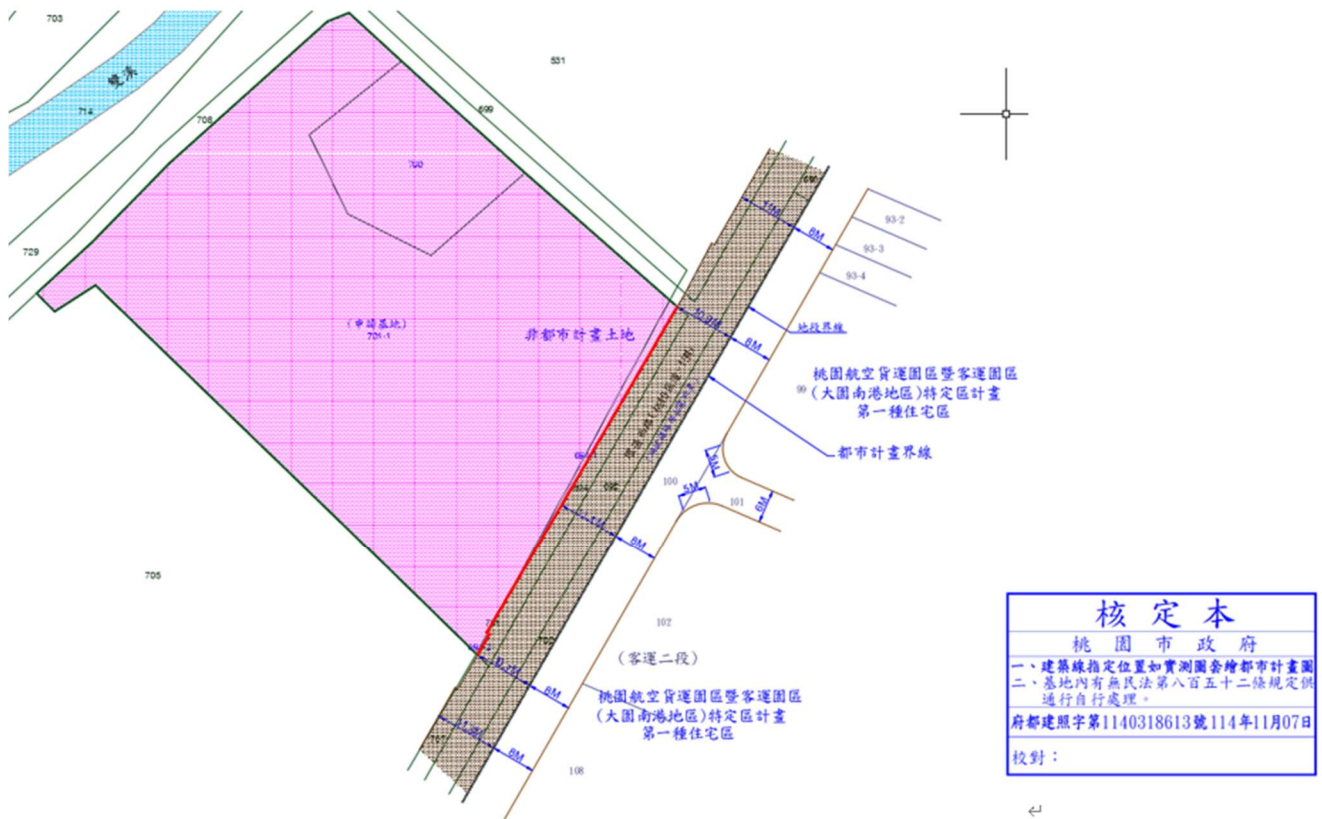 703
雙溪
714
708
531
699
700
729
93-2
93-3
93-4
11M
8M
(申請基地)
701-1
非都市計畫土地
10.9M
8M
地段界線
桃園航空貨運園區暨客運園區
(大園南港地區)特定區計畫
第一種住宅區
99
都市計畫界線
5M
100
5M
101
6M
8M
705
102
(客運二段)
8M
桃園航空貨運園區暨客運園區
(大園南港地區)特定區計畫
第一種住宅區
8M
108
核定本
桃園市政府
一、建築線指定位置如實測圖套繪都市計畫圖
二、基地內有無民法第八百五十二條規定供
通行自行處理。
府都建照字第1140318613號114年11月07日
校對：